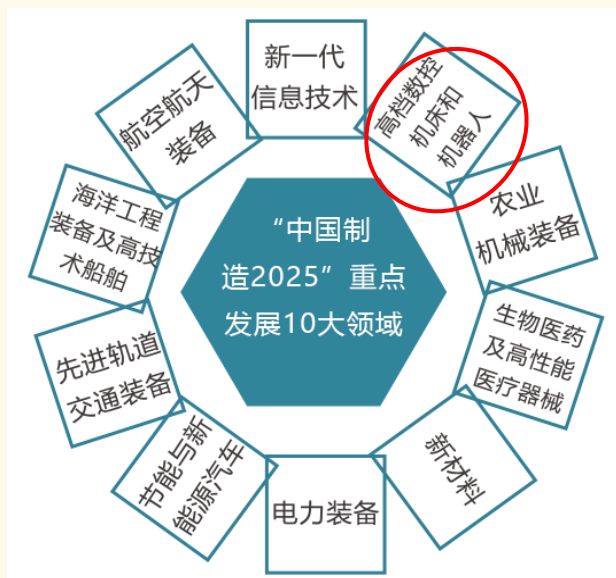 新一代
信息技术
高档数控
机床和
机器人
农业
机械装备
生物医药
及高性能
医疗器械
新材料
电力装备
节能与新
能源汽车
先进轨道
交通装备
海洋工程
装备及高技
术船舶
航空航天
装备
“中国制
造2025”重点
发展10大领域